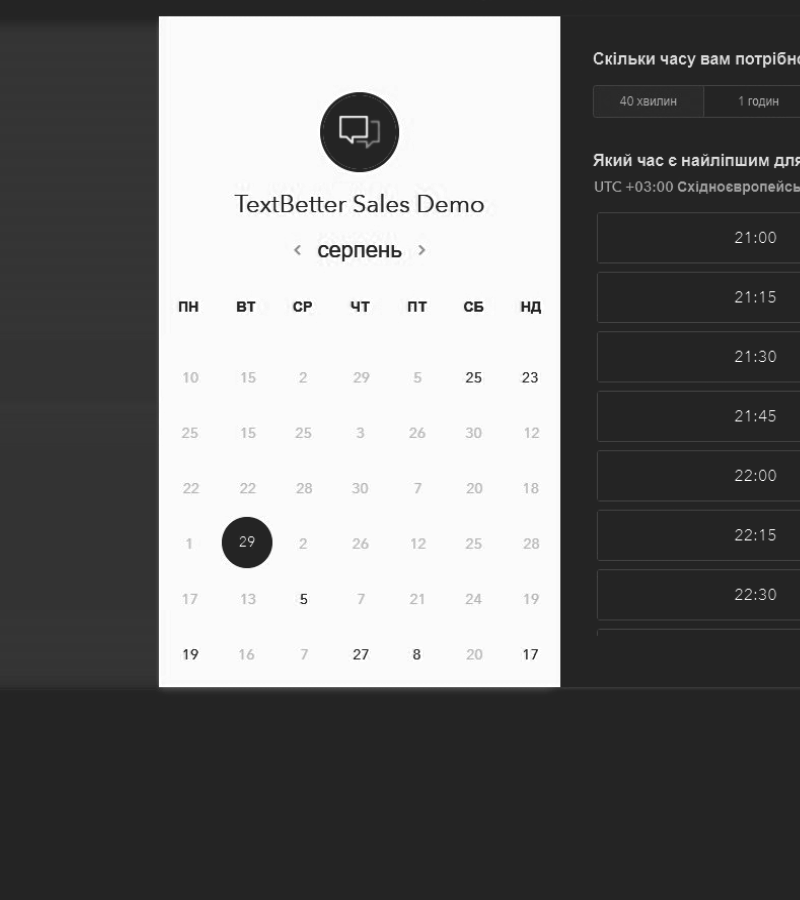 TextBetter Sales Demo
серпень
ПН ВТ СР ЧТ ПТ СБ НД
10 15 2 29 5 25 23
25 15 25 3 26 30 12
22 22 28 30 7 20 18
1 29 2 26 12 25 28
17 13 5 7 21 24 19
19 16 7 27 8 20 17
Скільки часу вам
40 хвилин 1 годин
Який час є найліпшим
UTC +03:00
21:00
21:15
21:30
21:45
22:00
22:15
22:30